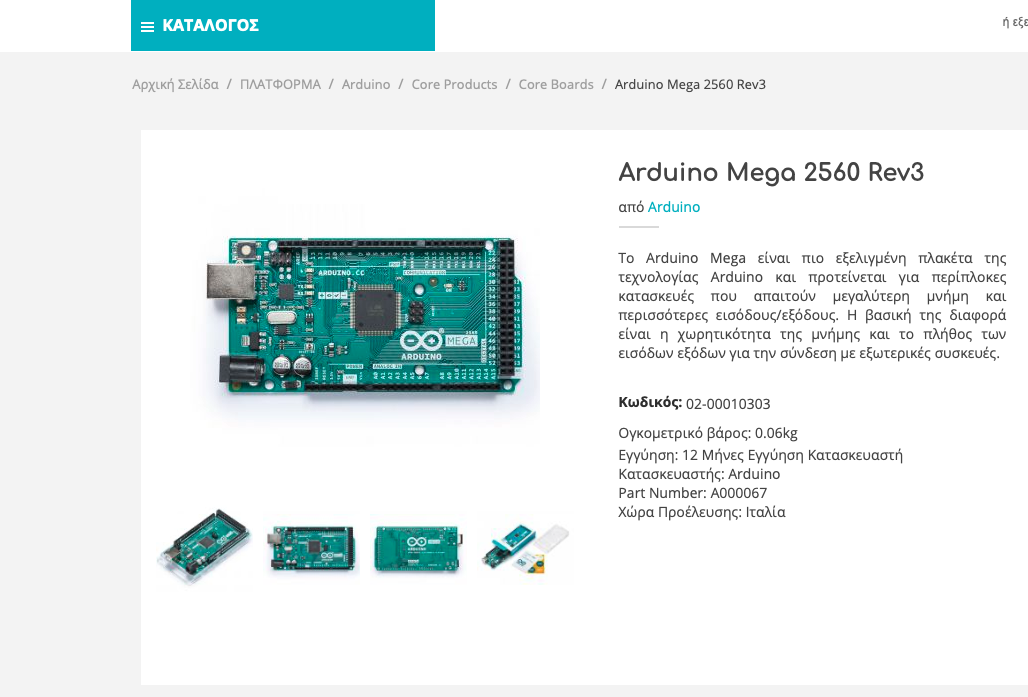 ΚΑΤΑΛΟΓΟΣ
ή εξε
Αρχική Σελίδα / ΠΛΑΤΦΟΡΜΑ / Arduino / Core Products / Core Boards / Arduino Mega 2560 Rev3
Arduino Mega 2560 Rev3
από Arduino
Το Arduino Mega είναι πιο εξελιγμένη πλακέτα της
τεχνολογίας Arduino και προτείνεται για περίπλοκες
κατασκευές που απαιτούν μεγαλύτερη μνήμη και
περισσότερες εισόδους/εξόδους. Η βασική της διαφορά
είναι η χωρητικότητα της μνήμης και το πλήθος των
εισόδων εξόδων για την σύνδεση με εξωτερικές συσκευές.
Κωδικός: 02-00010303
Ογκομετρικό βάρος: 0.06kg
Εγγύηση: 12 Μήνες Εγγύηση Κατασκευαστή
Κατασκευαστής: Arduino
Part Number: A000067
Χώρα Προέλευσης: Ιταλία
ARDUINO.CC
MEGA
ARDUINO
POWER
ANALOG IN